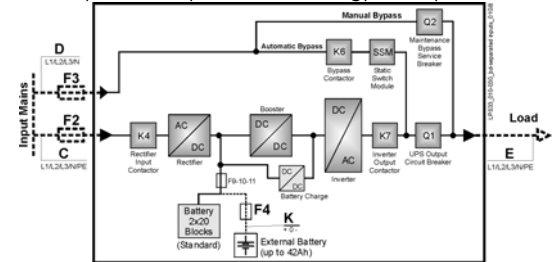 Manual Bypass
Q2
Maintenance
Bypass
Service
Breaker
D
L1/L2/L3/N
Automatic Bypass
K6
SSM
Bypass
Contactor
Static
Switch
Module
F3
Input Mains
F2
C
L1/L2/L3/N/PE
K4
Rectifier
Input
Contactor
AC
DC
Rectifier
Booster
DC
DC
DC
AC
Inverter
K7
Inverter
Output
Contactor
Q1
UPS Output
Circuit Breaker
Load
E
L1/L2/L3/N/PE
F9-10-11
DC
DC
Battery Charge
Battery
2x20
Blocks
(Standard)
F4
K
+ 0 -
External Battery
(up to 42Ah)